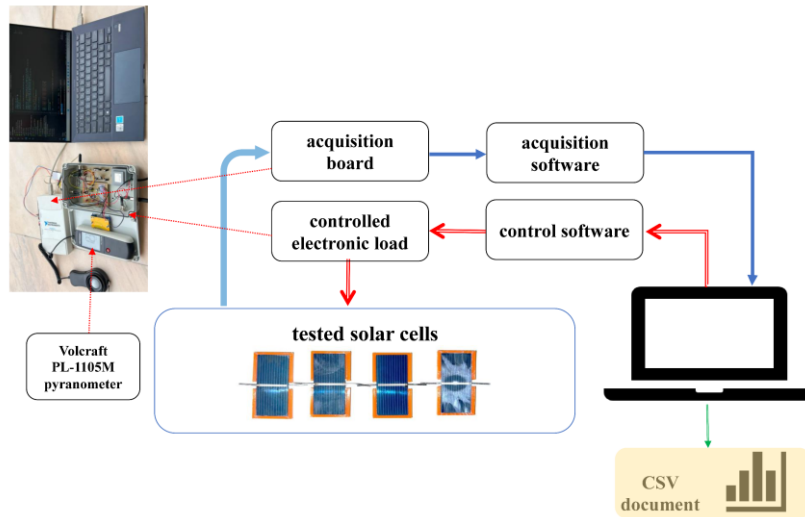 acquisition
board
acquisition
software
controlled
electronic load
control software
tested solar cells
Volcraft
PL-1105M
pyranometer
CSV
document